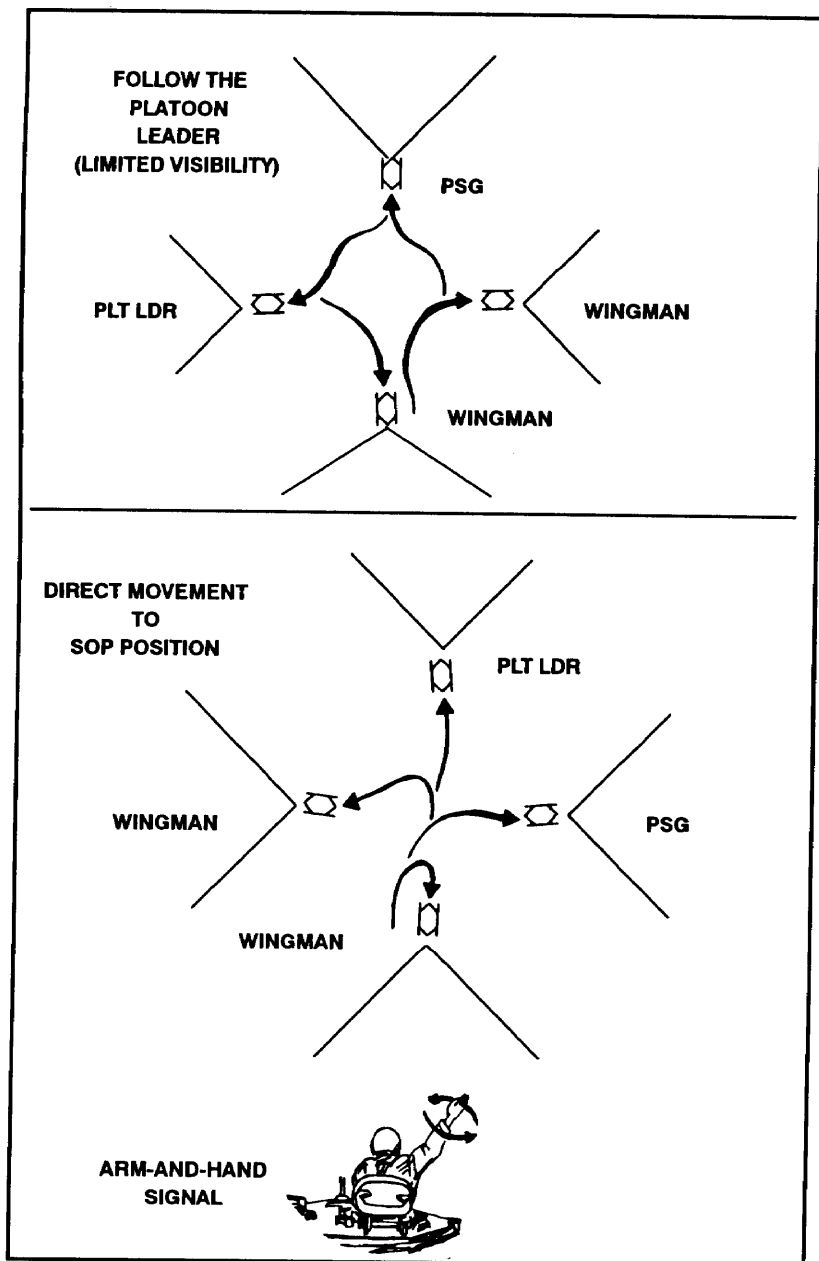 FOLLOW THE
PLATOON
LEADER
(LIMITED VISIBILITY)
PSG
PLT LDR
WINGMAN
WINGMAN
DIRECT MOVEMENT
TO
SOP POSITION
PLT LDR
WINGMAN
PSG
WINGMAN
ARM-AND-HAND
SIGNAL